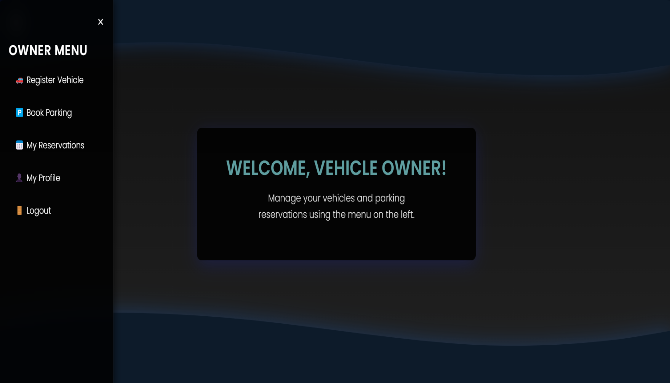 X
OWNER MENU
Register Vehicle
P Book Parking
My Reservations
My Profile
Logout
WELCOME, VEHICLE OWNER!
Manage your vehicles and parking
reservations using the menu on the left.